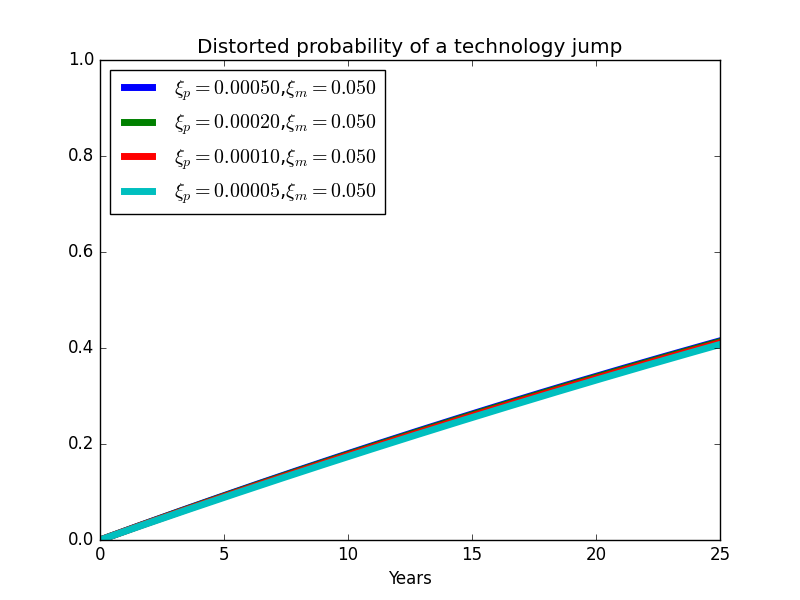 Distorted probability of a technology jump
1.0
ξp = 0.00050,ξm = 0.050
ξp = 0.00020,ξm = 0.050
ξp = 0.00010,ξm = 0.050
ξp = 0.00005,ξm = 0.050
0.8
0.6
0.4
0.2
0.0
0 5 10 15 20 25
Years